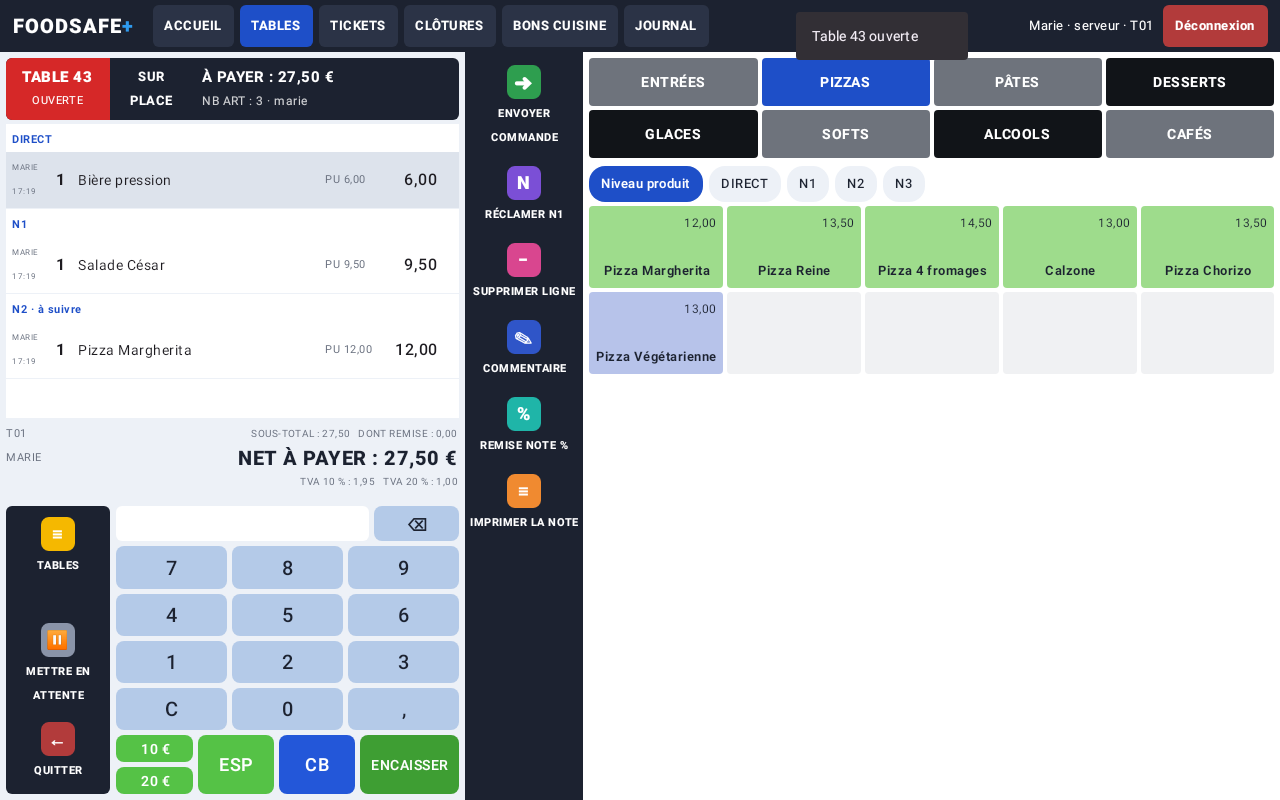 FOODSAFE+
ACCUEIL
TABLES
TICKETS
CLÔTURES
BONS CUISINE
JOURNAL
Table 43 ouverte
Marie · serveur · T01
Déconnexion
TABLE 43
OUVERTE
SUR
PLACE
À PAYER : 27,50 €
NB ART : 3 · marie
DIRECT
MARIE
17:19
1 Bière pression PU 6,00 6,00
N1
MARIE
17:19
1 Salade César PU 9,50 9,50
N2 · à suivre
MARIE
17:19
1 Pizza Margherita PU 12,00 12,00
T01
SOUS-TOTAL : 27,50 DONT REMISE : 0,00
MARIE
NET À PAYER : 27,50 €
TVA 10 % : 1,95 TVA 20 % : 1,00
≡
TABLES
METTRE EN
ATTENTE
←
QUITTER
⌫
7 8 9
4 5 6
1 2 3
C 0 ,
10 €
20 €
ESP
CB
ENCAISSER
ENVOYER
COMMANDE
N
RÉCLAMER N1
−
SUPPRIMER LIGNE
COMMENTAIRE
%
REMISE NOTE %
≡
IMPRIMER LA NOTE
ENTRÉES
PIZZAS
PÂTES
DESSERTS
GLACES
SOFTS
ALCOOLS
CAFÉS
Niveau produit
DIRECT
N1
N2
N3
12,00
Pizza Margherita
13,50
Pizza Reine
14,50
Pizza 4 fromages
13,00
Calzone
13,50
Pizza Chorizo
13,00
Pizza Végétarienne